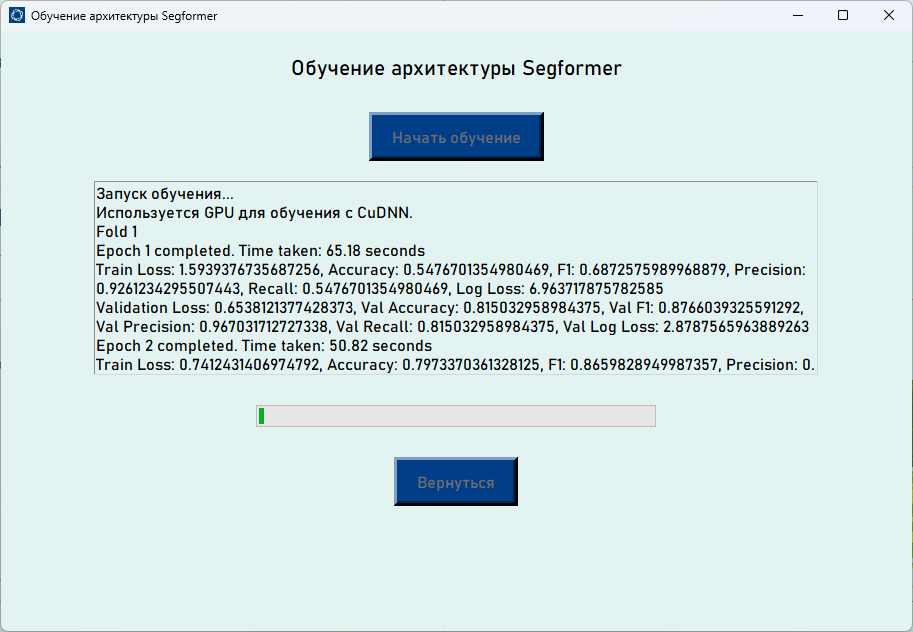 Обучение архитектуры Segformer
Обучение архитектуры Segformer
Начать обучение
Запуск обучения...
Используется GPU для обучения с CuDNN.
Fold 1
Epoch 1 completed. Time taken: 65.18 seconds
Train Loss: 1.5939376735687256, Accuracy: 0.5476701354980469, F1: 0.6872575989968879, Precision:
0.9261234295507443, Recall: 0.5476701354980469, Log Loss: 6.963717875782585
Validation Loss: 0.6538121377428373, Val Accuracy: 0.815032958984375, Val F1: 0.8766039325591292,
Val Precision: 0.967031712727338, Val Recall: 0.815032958984375, Val Log Loss: 2.8787565963889263
Epoch 2 completed. Time taken: 50.82 seconds
Train Loss: 0.7412431406974792, Accuracy: 0.7973370361328125, F1: 0.8659828949987357, Precision: 0.
Вернуться